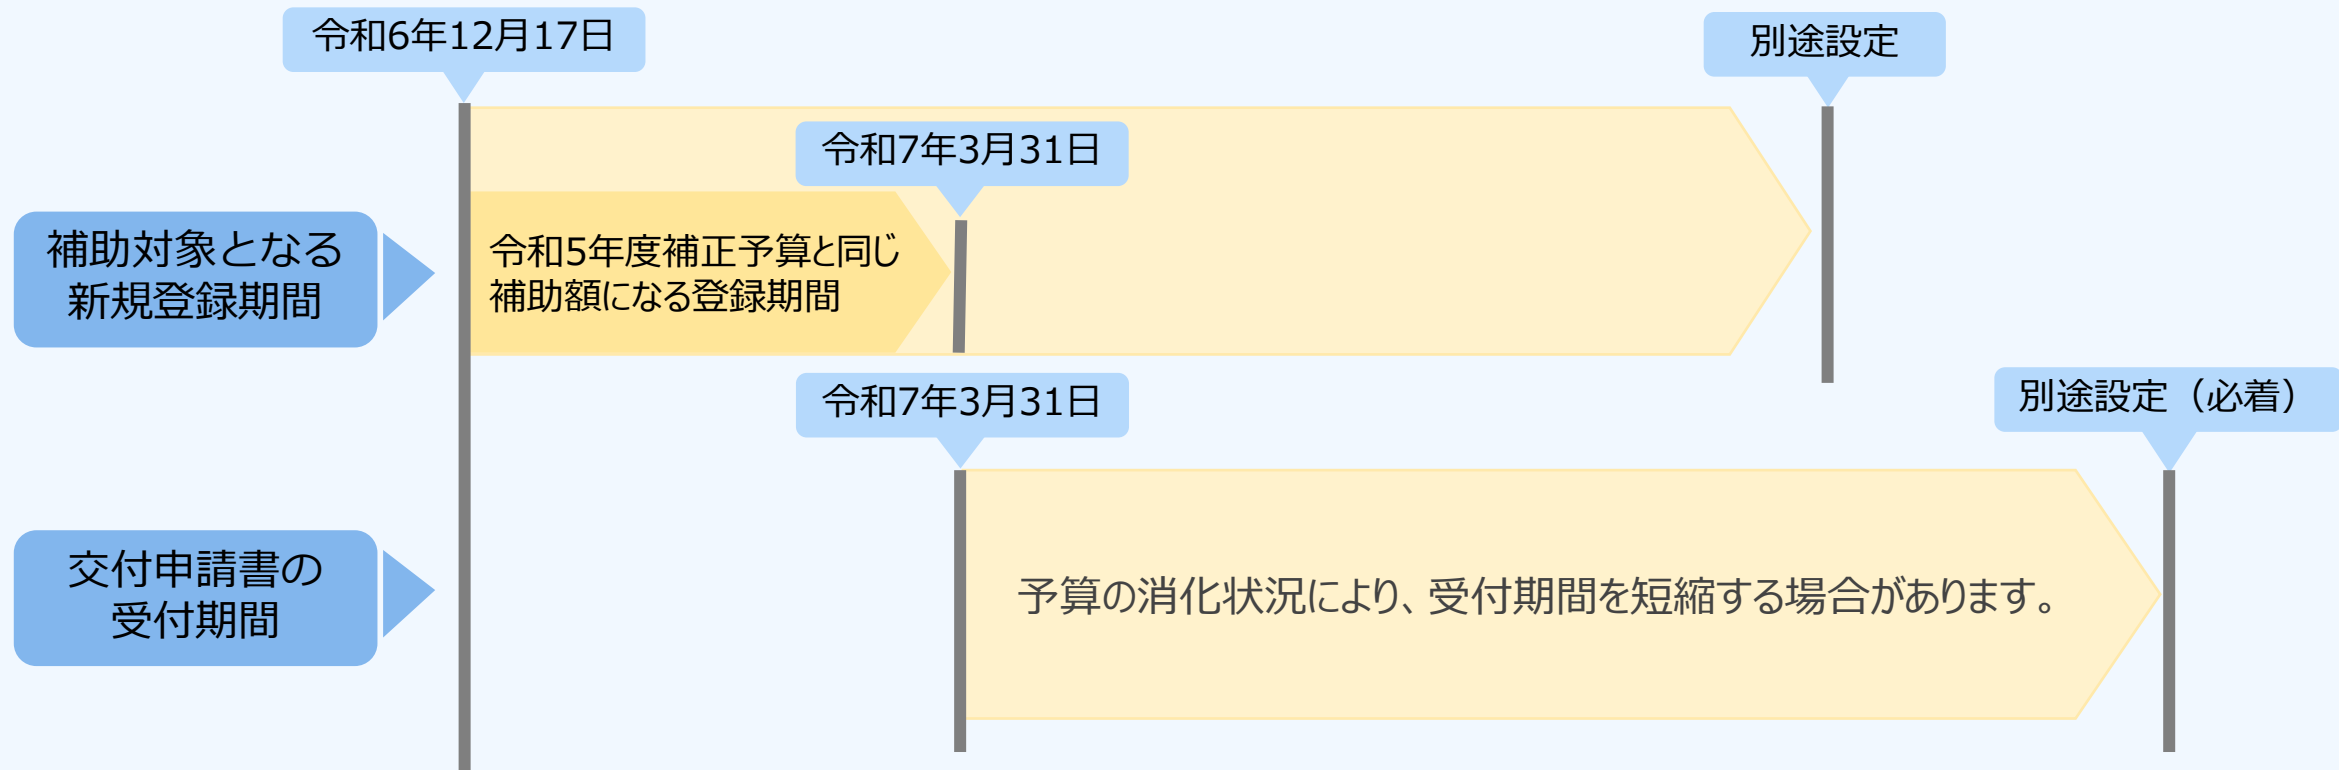 令和6年12月17日
別途設定
令和7年3月31日
補助対象となる
新規登録期間
令和5年度補正予算と同じ
補助額になる登録期間
令和7年3月31日
別途設定（必着）
交付申請書の
受付期間
予算の消化状況により、受付期間を短縮する場合があります。